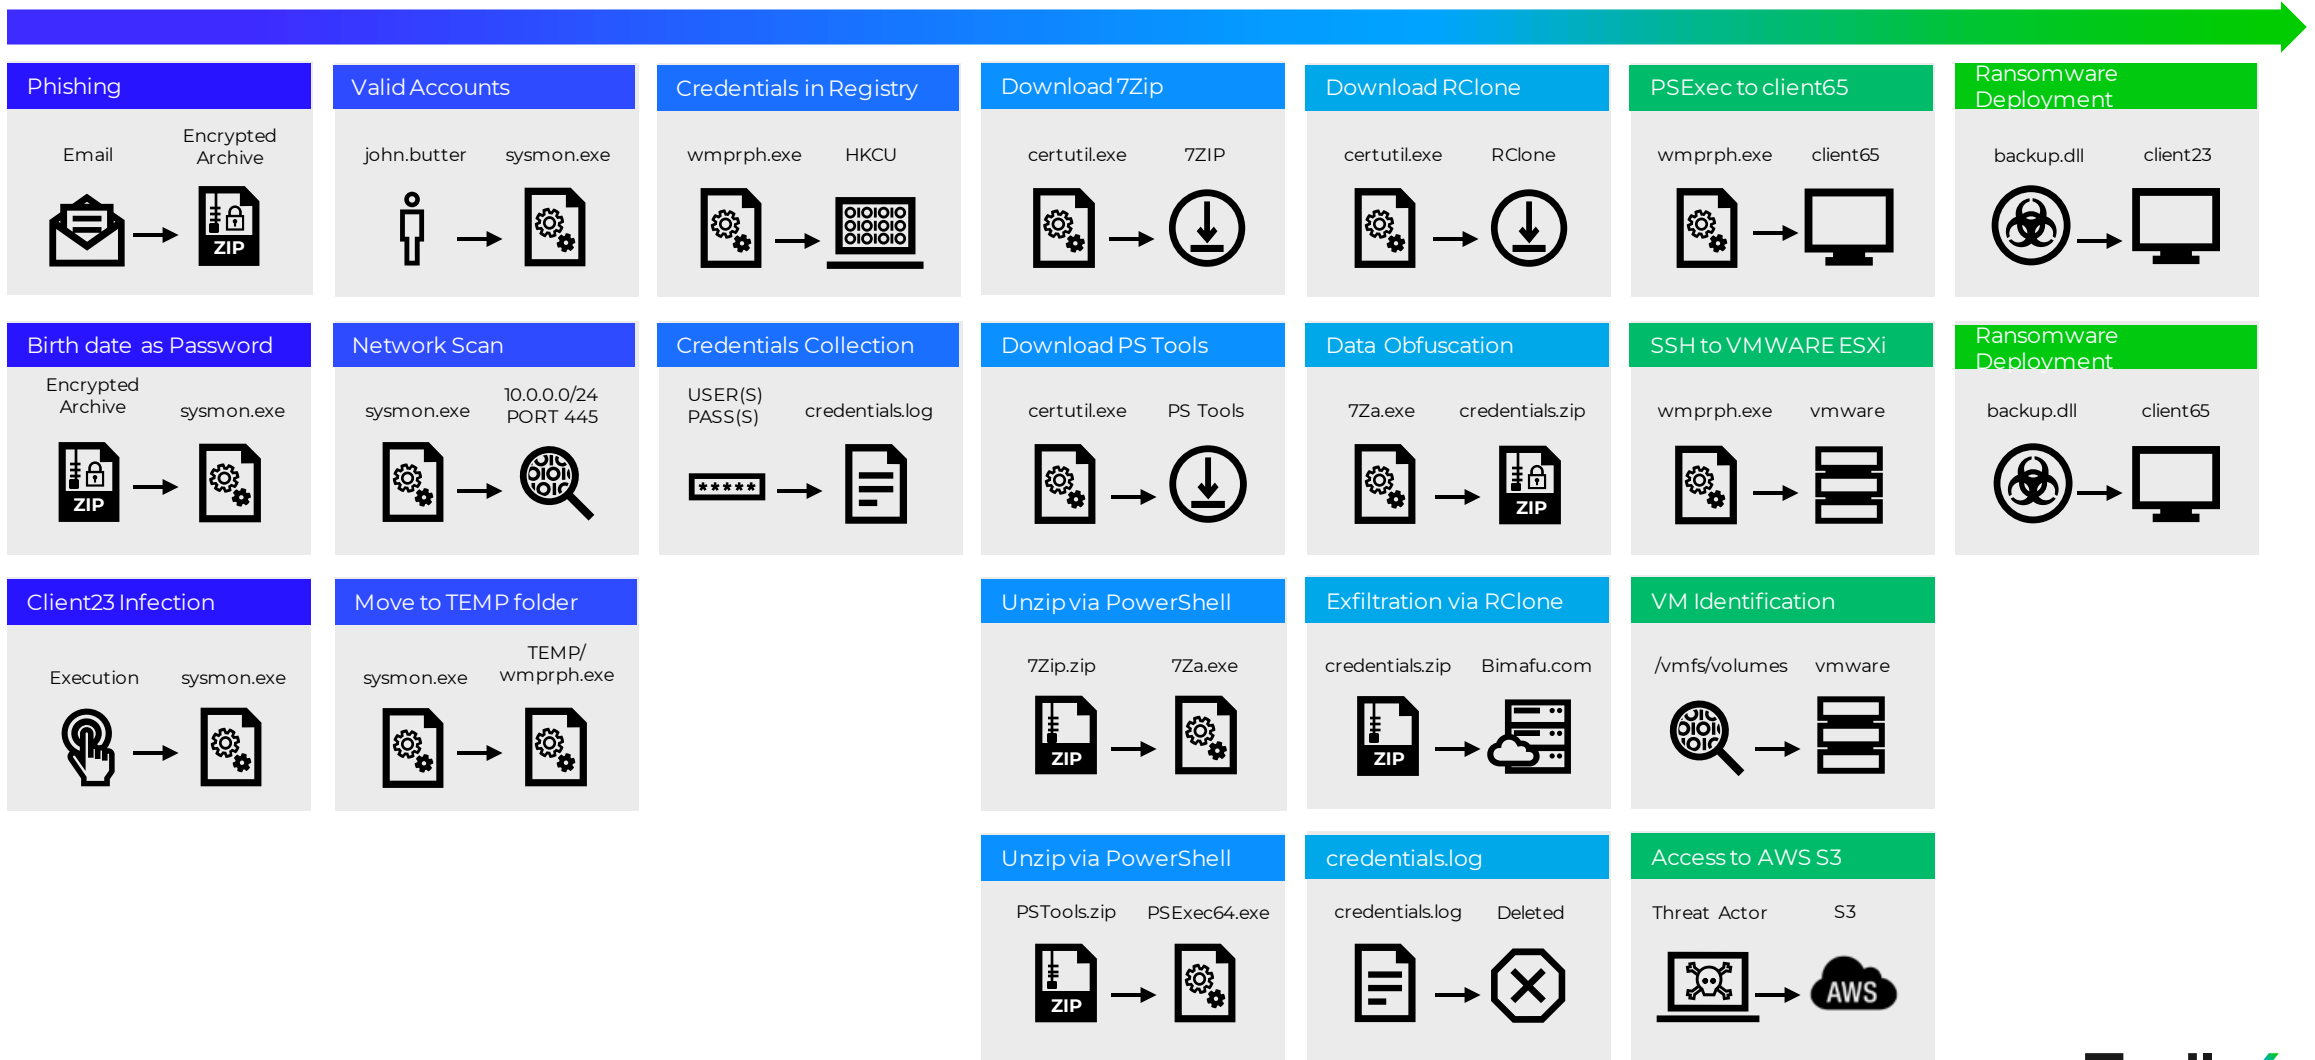 Phishing
Email
Encrypted
Archive
ZIP
Birth date as Password
Encrypted
Archive
sysmon.exe
ZIP
Client23 Infection
Execution
sysmon.exe
Valid Accounts
john.butter
sysmon.exe
Network Scan
sysmon.exe
10.0.0.0/24
PORT 445
Move to TEMP folder
sysmon.exe
TEMP/
wmprph.exe
Credentials in Registry
wmprph.exe
HKCU
Credentials Collection
USER(S)
PASS(S)
credentials.log
*****
Download 7Zip
certutil.exe
7ZIP
Download PS Tools
certutil.exe
PS Tools
Unzip via PowerShell
7Zip.zip
7Za.exe
ZIP
Unzip via PowerShell
PSTools.zip
PSExec64.exe
ZIP
Download RClone
certutil.exe
RClone
Data Obfuscation
7Za.exe
credentials.zip
ZIP
Exfiltration via RClone
credentials.zip
Bimafu.com
ZIP
credentials.log
credentials.log
Deleted
PSExec to client65
wmprph.exe
client65
SSH to VMWARE ESXi
wmprph.exe
vmware
VM Identification
/vmfs/volumes
vmware
Access to AWS S3
Threat Actor
S3
AWS
Ransomware
Deployment
backup.dll
client23
Ransomware
Deployment
backup.dll
client65